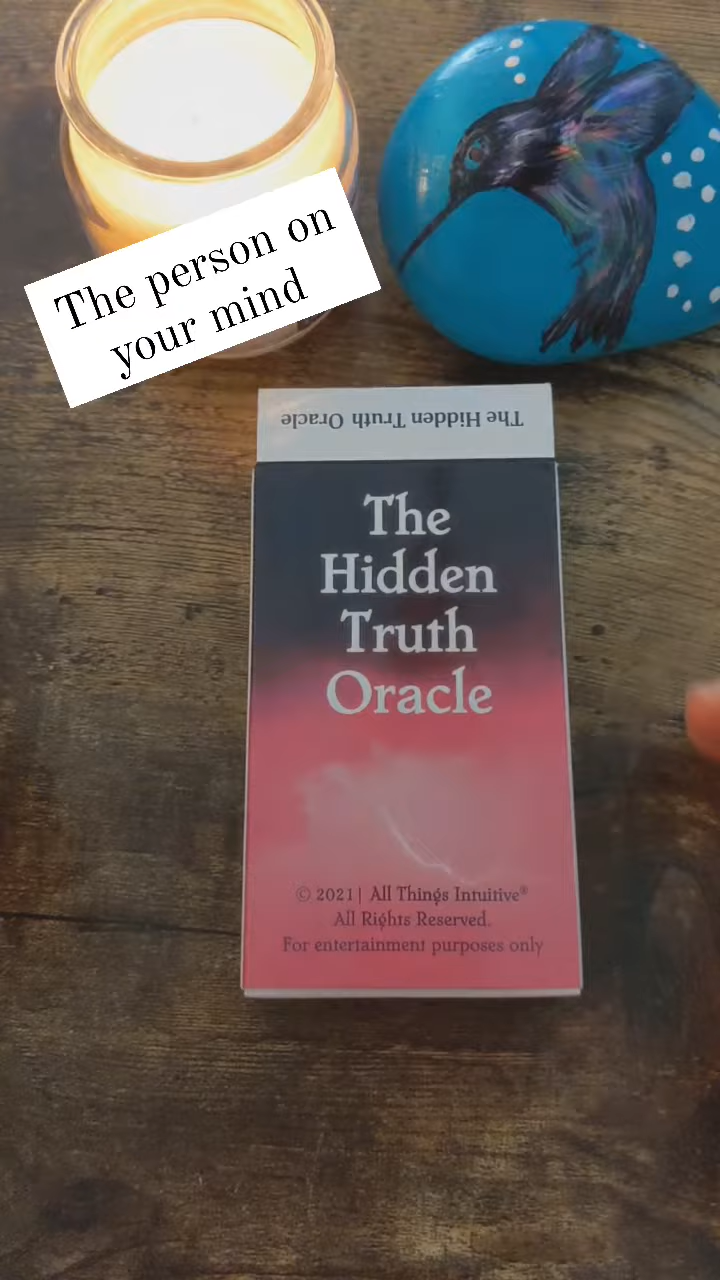 The person on
your mind
The Hidden Truth Oracle
The
Hidden
Truth
Oracle
© 2021| All Things Intuitive®
All Rights Reserved.
For entertainment purposes only